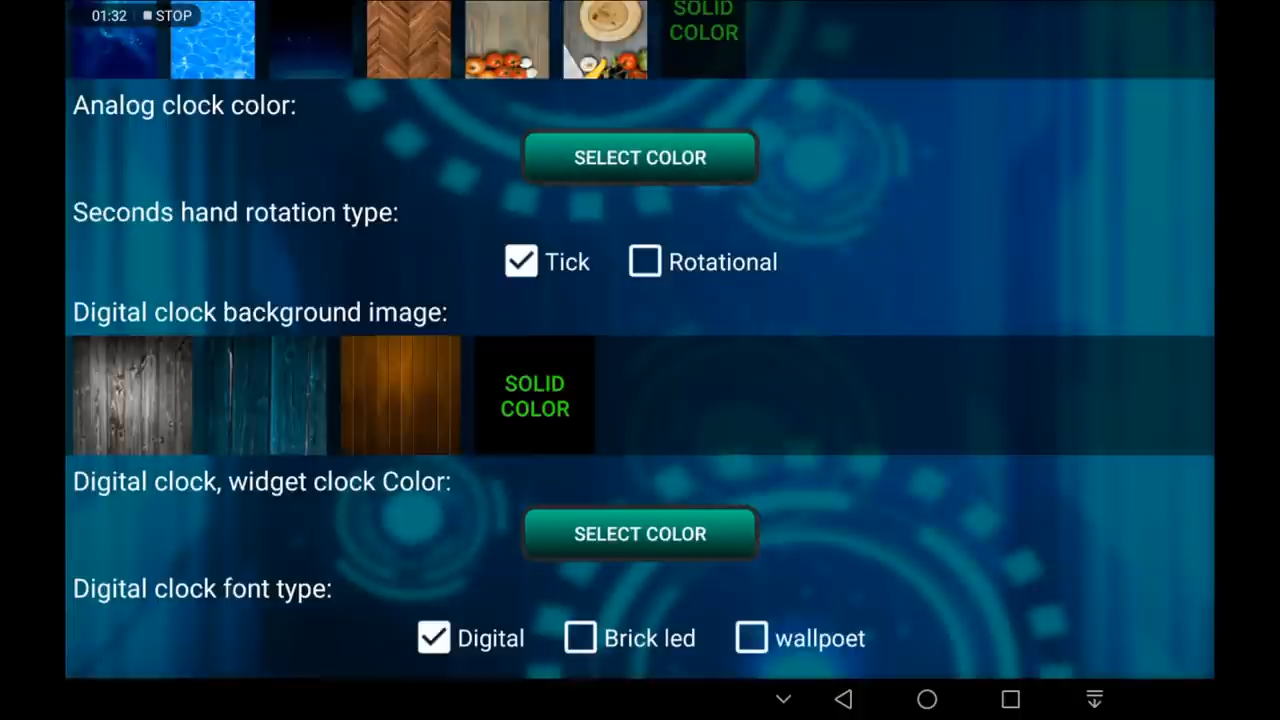 01:32 STOP
SOLID
COLOR
Analog clock color:
SELECT COLOR
Seconds hand rotation type:
Tick Rotational
Digital clock background image:
SOLID
COLOR
Digital clock, widget clock Color:
SELECT COLOR
Digital clock font type:
Digital Brick led wallpoet